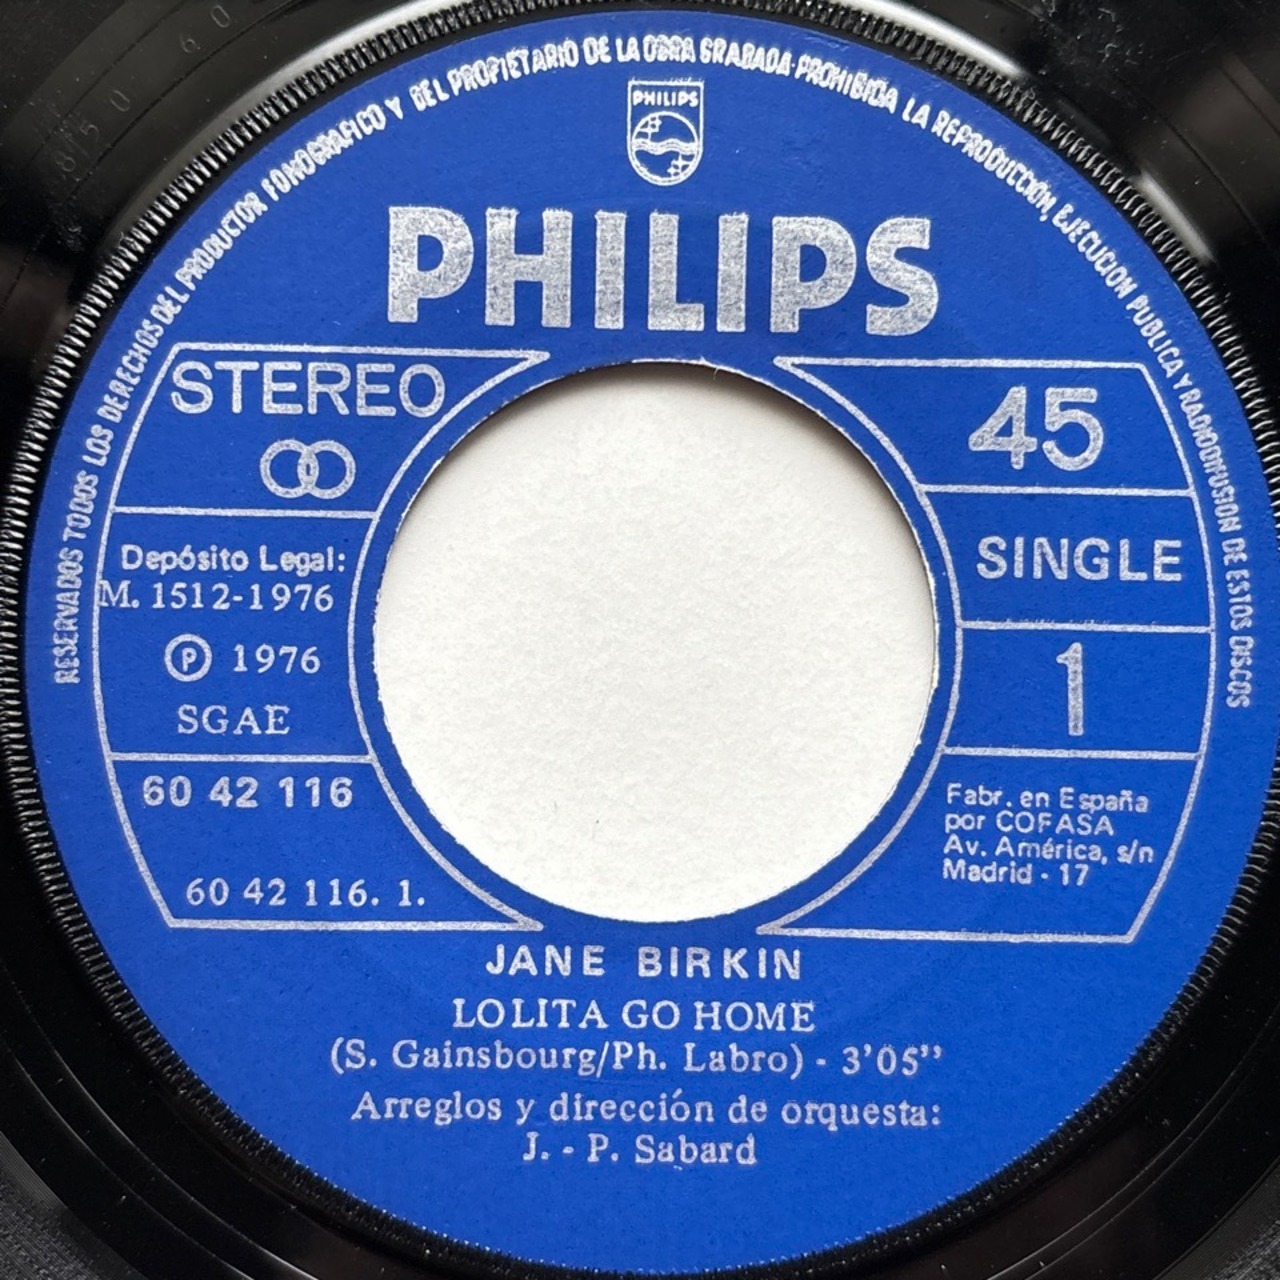 RESERVADOS TODOS LOS DERECHOS DEL PRODUCTOR FONOGRAFICO Y DEL PROPIETARIO DE LA OBRA GRABADA·PROHIBIDA LA REPRODUCCIÓN, EJECUCION PUBLICA Y RADIODIFUSION DE ESTOS DISCOS
PHILIPS
PHILIPS
STEREO
Depósito Legal:
M. 1512-1976
Ⓟ 1976
SGAE
60 42 116
60 42 116. 1.
45
SINGLE
1
Fabr. en España
por COFASA
Av. América, s/n
Madrid - 17
JANE BIRKIN
LOLITA GO HOME
(S. Gainsbourg/Ph. Labro) - 3'05"
Arreglos y dirección de orquesta:
J. - P. Sabard